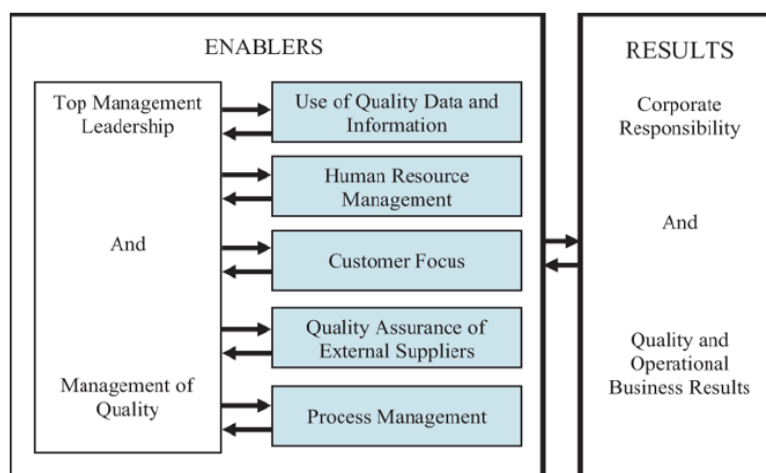 ENABLERS
Top Management
Leadership
And
Management of
Quality
Use of Quality Data and
Information
Human Resource
Management
Customer Focus
Quality Assurance of
External Suppliers
Process Management
RESULTS
Corporate
Responsibility
And
Quality and
Operational
Business Results